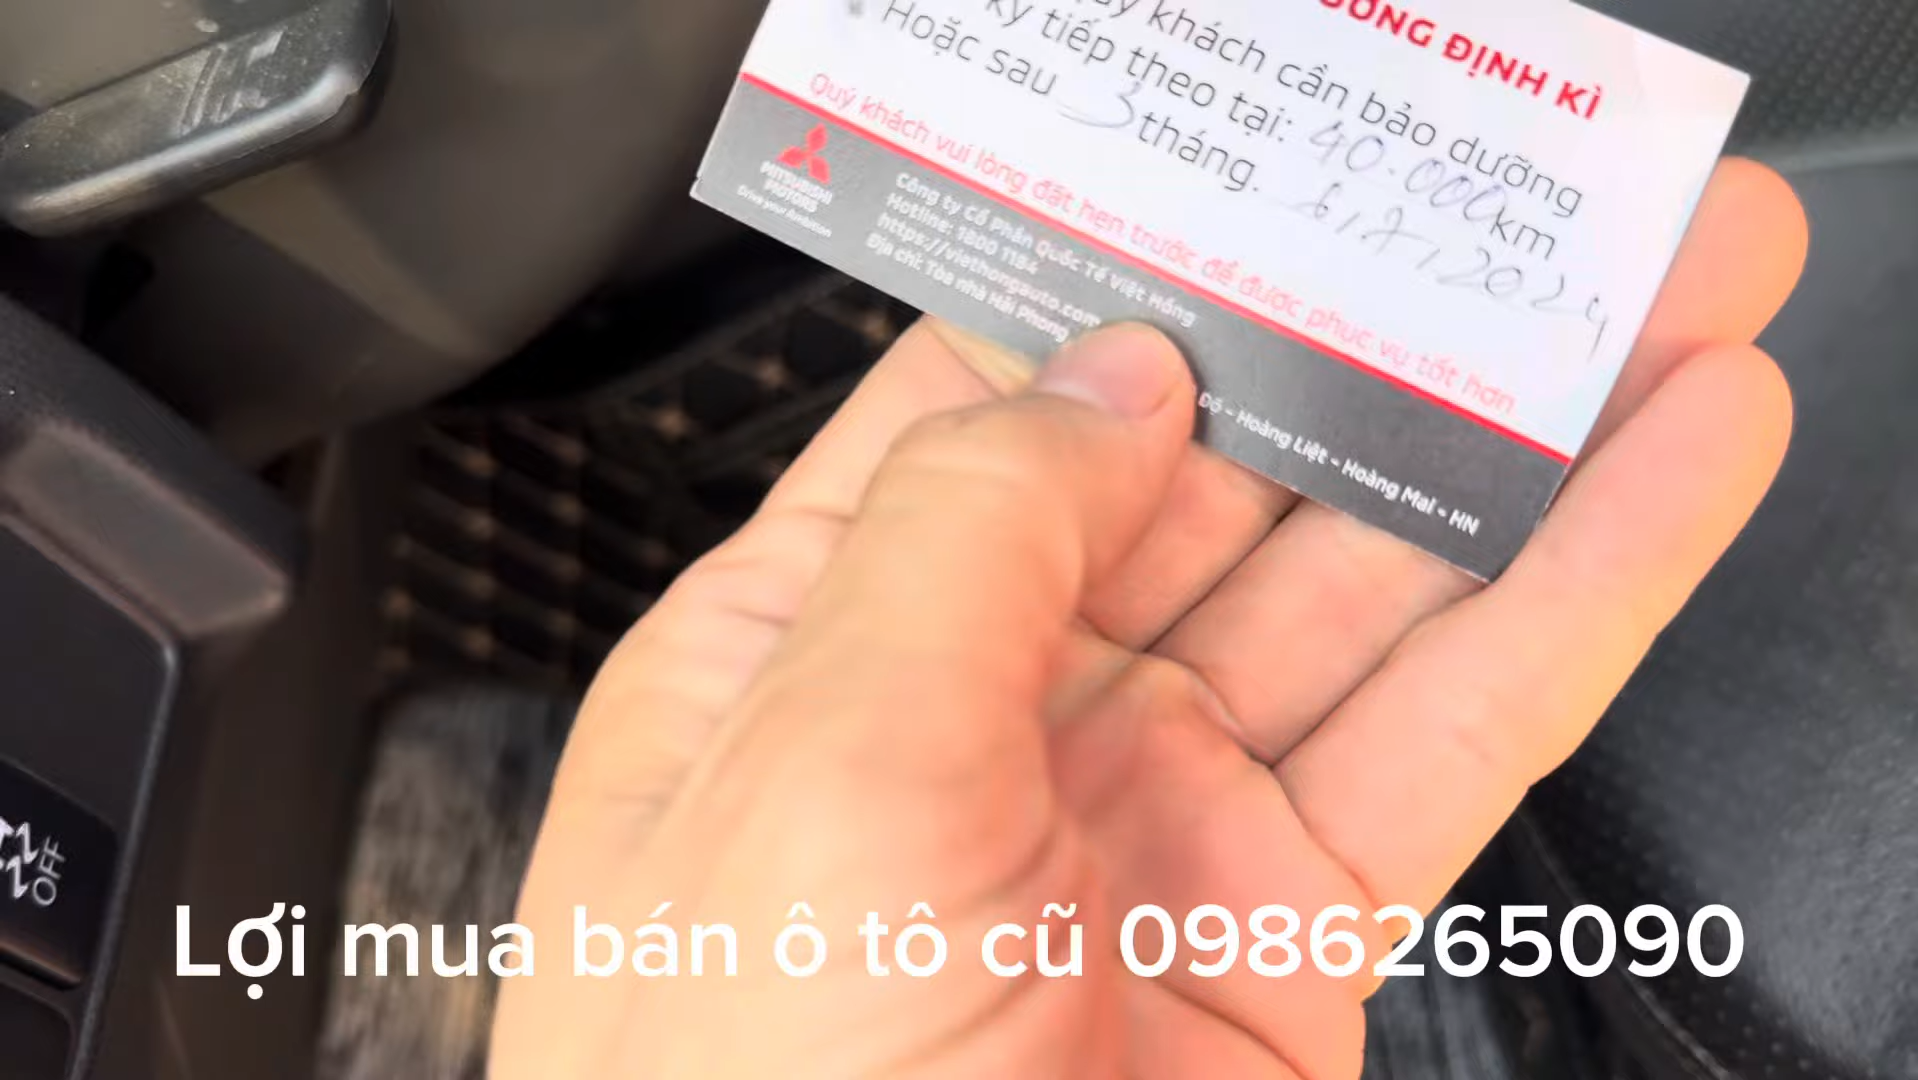 ƯỠNG ĐỊNH KÌ
khách cần bảo dưỡng
kỳ tiếp theo tại: 40.000km
Hoặc sau 3 tháng. 6/7/2024
Quý khách vui lòng đặt hẹn trước để được phục vụ tốt hơn
MITSUBISHI
MOTORS
Drive your Ambition
Công ty Cổ Phần Quốc Tế Việt Hồng
Hotline: 1800 1184
https://viethongauto.com
Địa chỉ: Tòa nhà Hải Phong Đô - Hoàng Liệt - Hoàng Mai - HN
OFF
Lợi mua bán ô tô cũ 0986265090